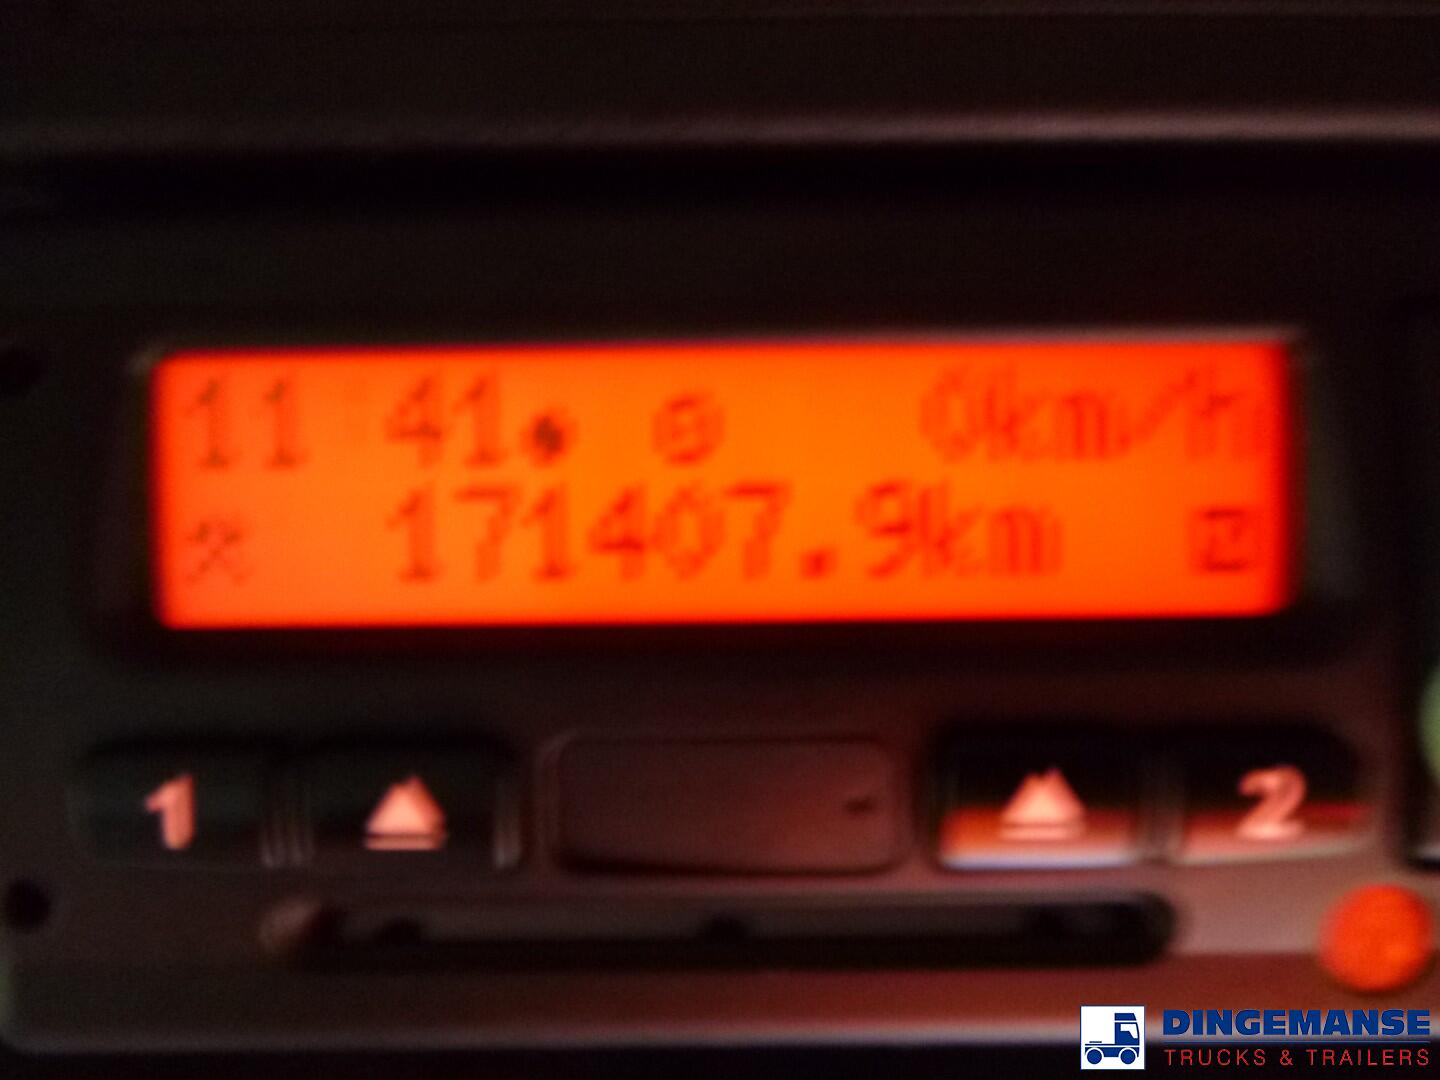 11 41 0km/h
171407.9km
1 2
DINGEMANSE
TRUCKS & TRAILERS